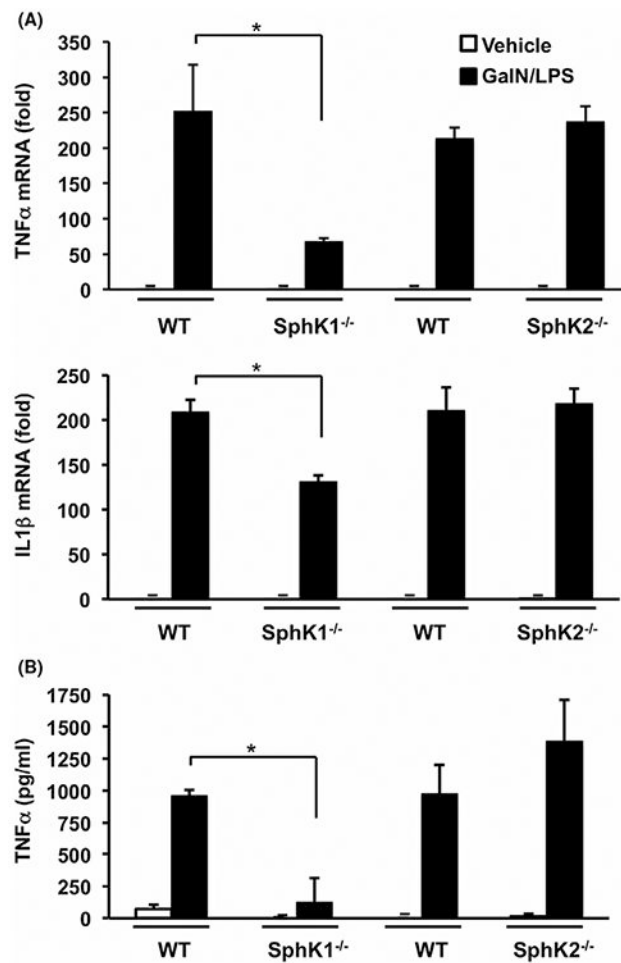 (A)
TNFα mRNA (fold)
350
300
250
200
150
100
50
0
*
Vehicle
GalN/LPS
WT
SphK1-/-
WT
SphK2-/-
IL1β mRNA (fold)
250
200
150
100
50
0
*
WT
SphK1-/-
WT
SphK2-/-
(B)
TNFα (pg/ml)
1750
1500
1250
1000
750
500
250
0
*
WT
SphK1-/-
WT
SphK2-/-